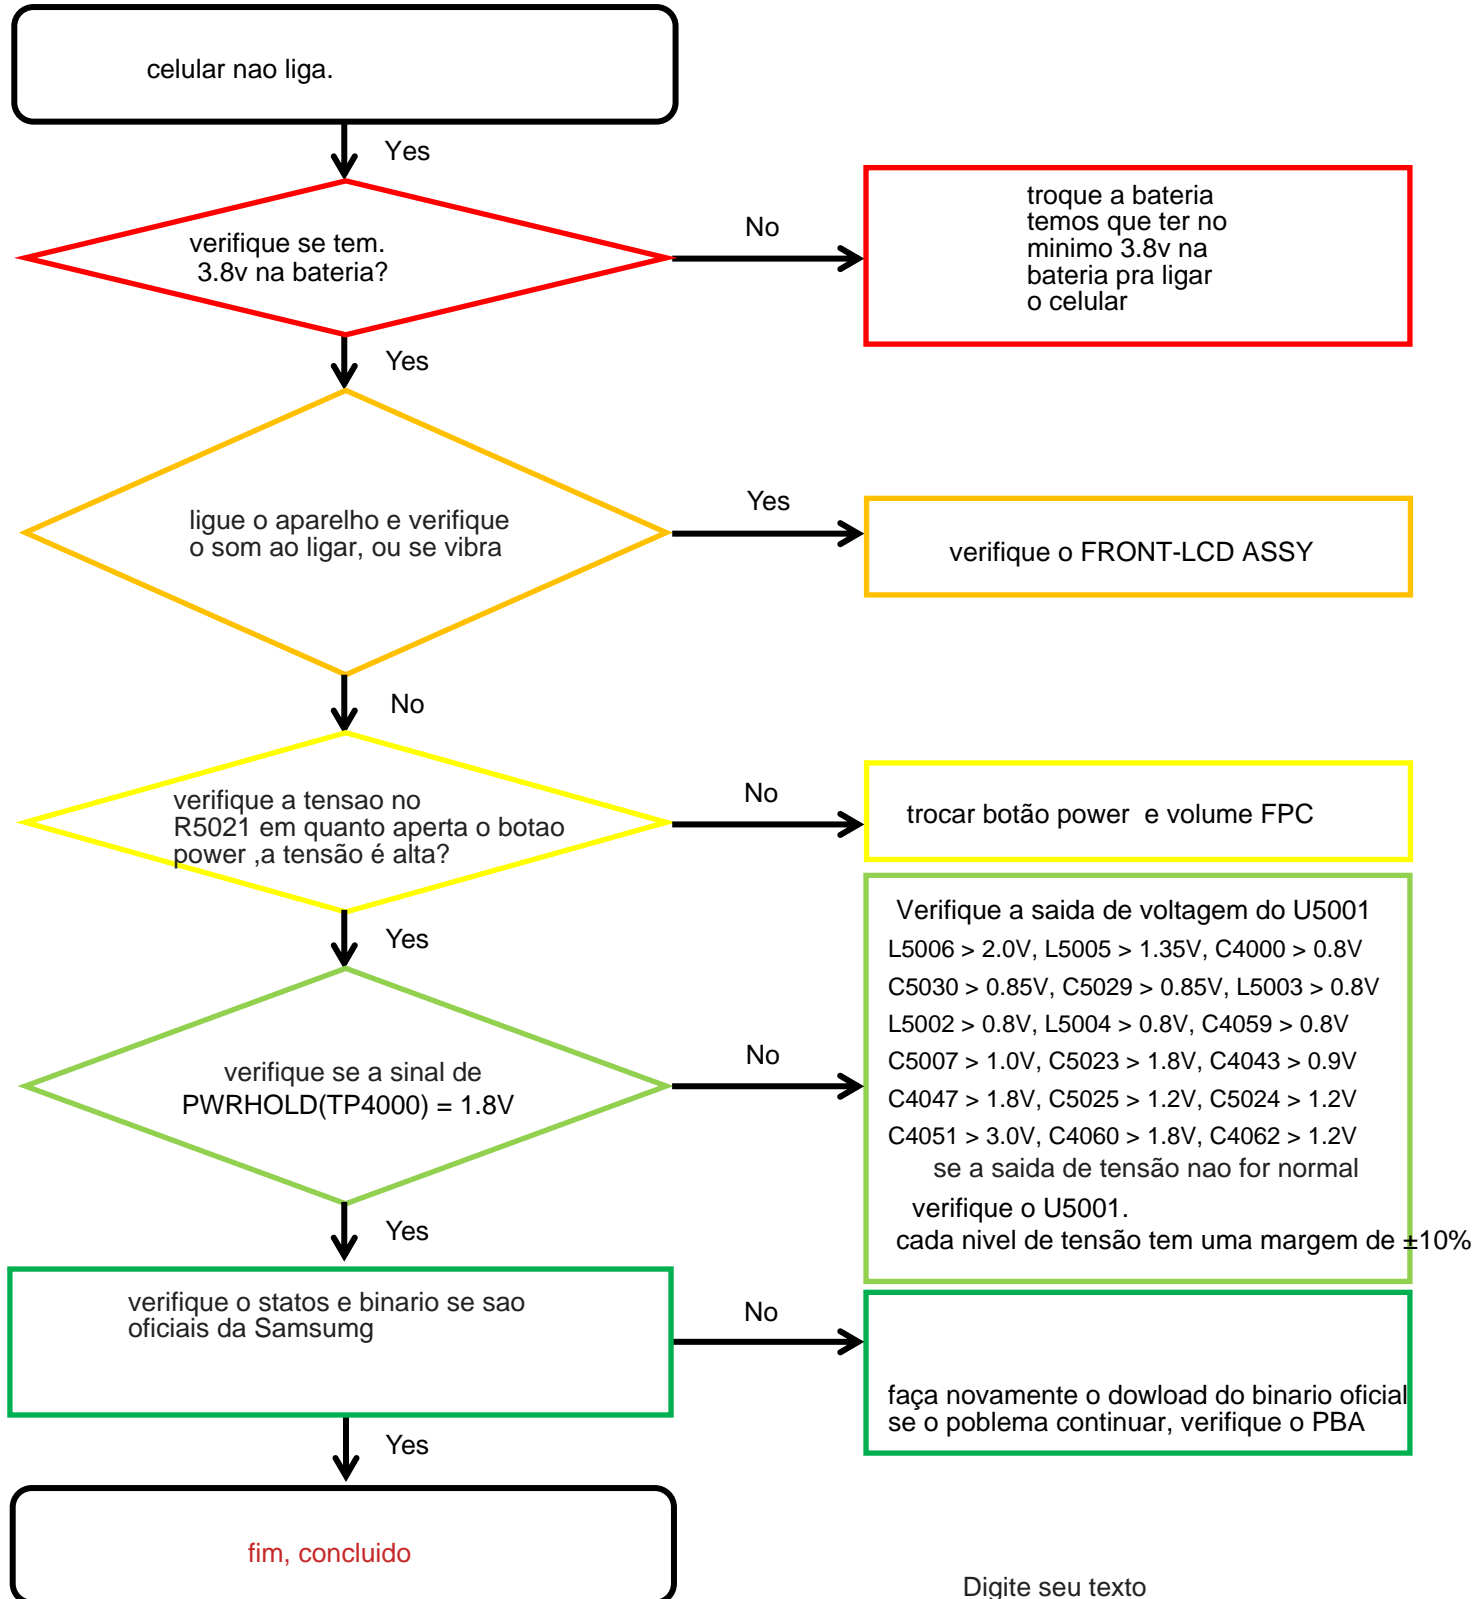 celular nao liga.
Yes
verifique se tem.
3.8v na bateria?
No
troque a bateria
temos que ter no
minimo 3.8v na
bateria pra ligar
o celular
Yes
ligue o aparelho e verifique
o som ao ligar, ou se vibra
Yes
verifique o FRONT-LCD ASSY
No
verifique a tensao no
R5021 em quanto aperta o botao
power ,a tensão é alta?
No
trocar botão power e volume FPC
Yes
verifique se a sinal de
PWRHOLD(TP4000) = 1.8V
No
Verifique a saida de voltagem do U5001
L5006 > 2.0V, L5005 > 1.35V, C4000 > 0.8V
C5030 > 0.85V, C5029 > 0.85V, L5003 > 0.8V
L5002 > 0.8V, L5004 > 0.8V, C4059 > 0.8V
C5007 > 1.0V, C5023 > 1.8V, C4043 > 0.9V
C4047 > 1.8V, C5025 > 1.2V, C5024 > 1.2V
C4051 > 3.0V, C4060 > 1.8V, C4062 > 1.2V
se a saida de tensão nao for normal
verifique o U5001.
cada nivel de tensão tem uma margem de ±10%
Yes
verifique o statos e binario se sao
oficiais da Samsumg
No
faça novamente o dowload do binario oficial
se o poblema continuar, verifique o PBA
Yes
fim, concluido
Digite seu texto